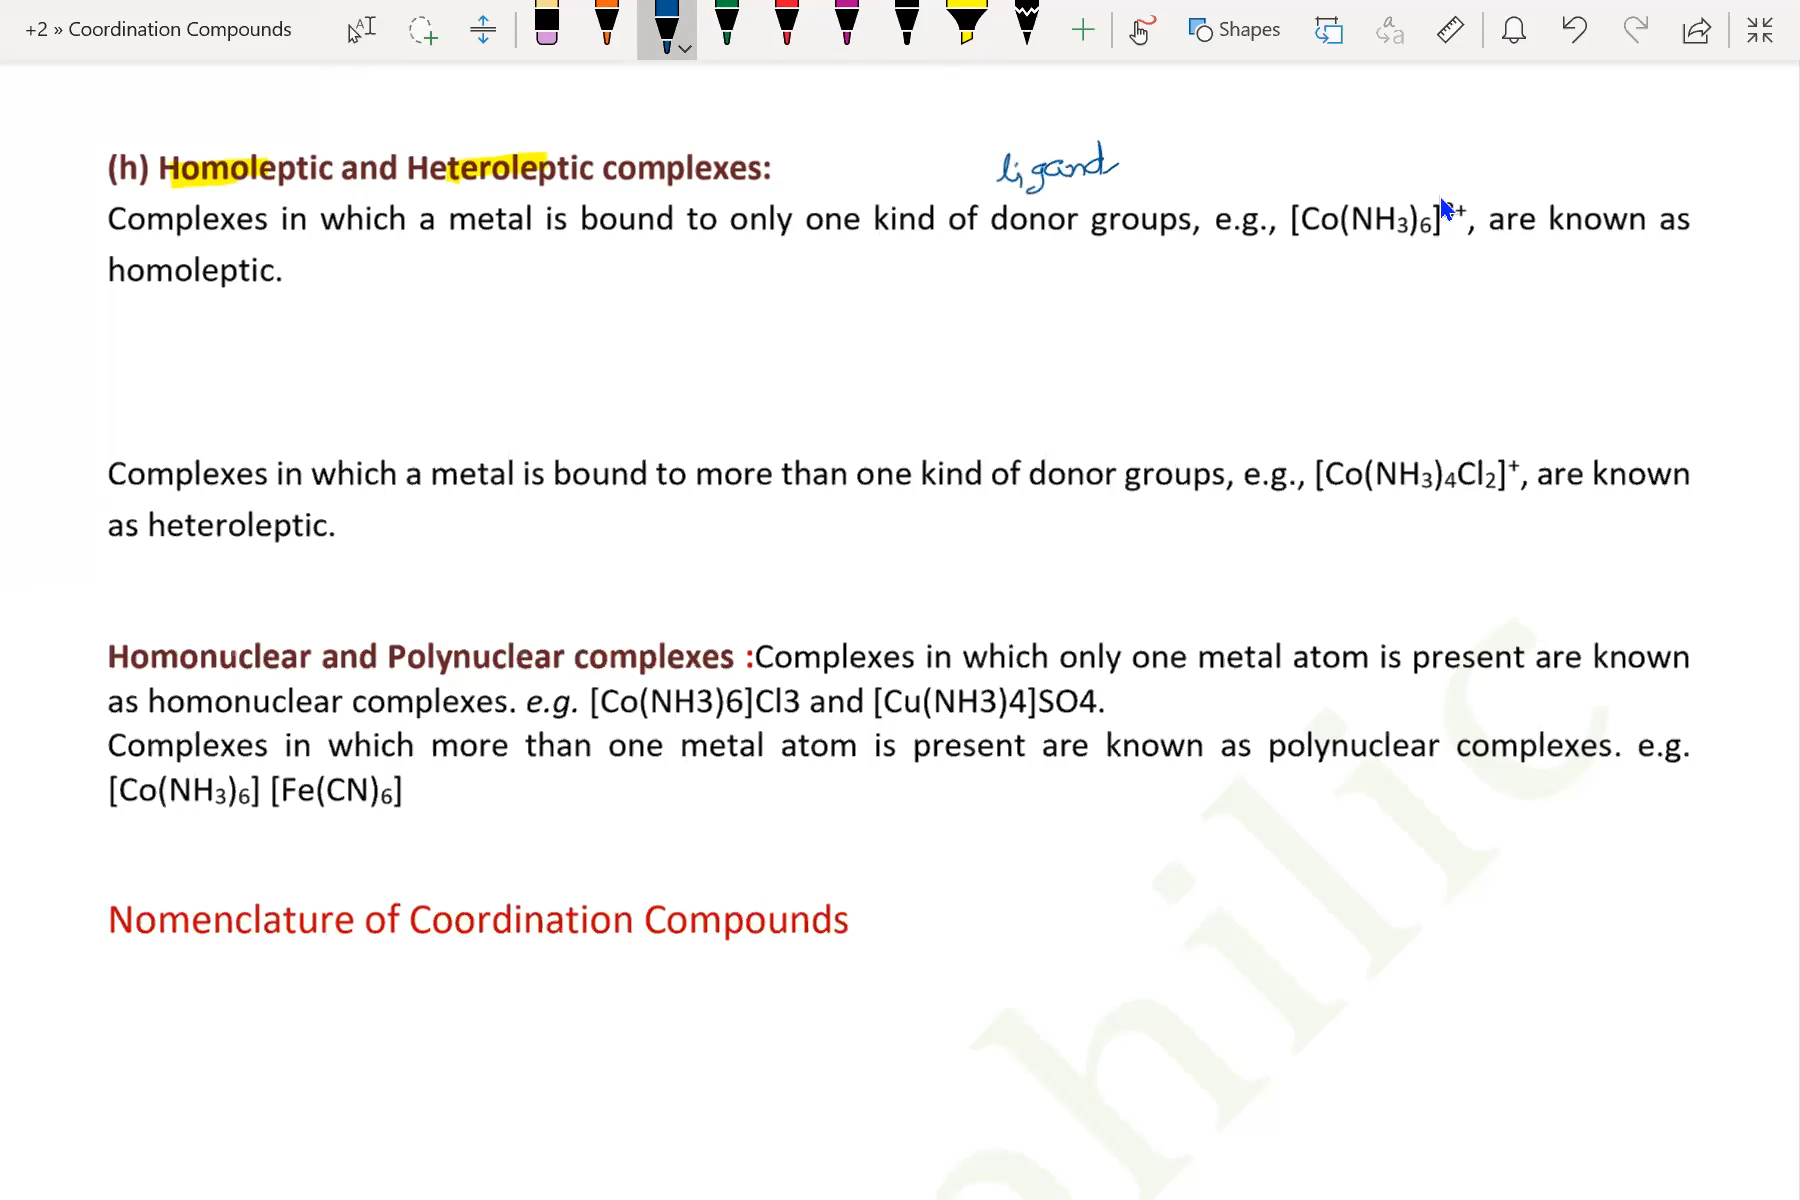 +2 » Coordination Compounds
Shapes
ligand
(h) Homoleptic and Heteroleptic complexes:
Complexes in which a metal is bound to only one kind of donor groups, e.g., [Co(NH₃)₆]³⁺, are known as
homoleptic.
Complexes in which a metal is bound to more than one kind of donor groups, e.g., [Co(NH₃)₄Cl₂]⁺, are known
as heteroleptic.
Homonuclear and Polynuclear complexes :Complexes in which only one metal atom is present are known
as homonuclear complexes. e.g. [Co(NH3)6]Cl3 and [Cu(NH3)4]SO4.
Complexes in which more than one metal atom is present are known as polynuclear complexes. e.g.
[Co(NH₃)₆] [Fe(CN)₆]
Nomenclature of Coordination Compounds
philic